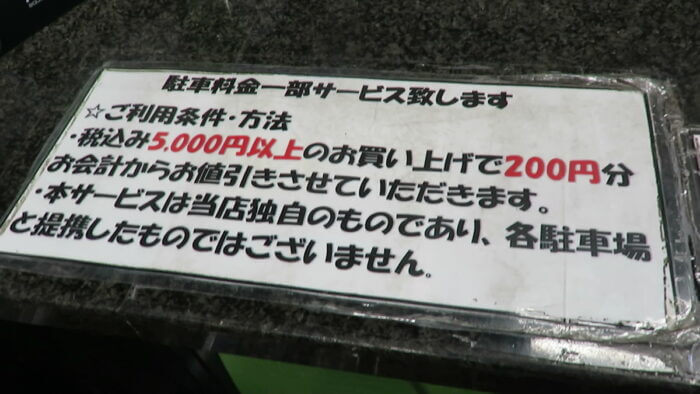 駐車料金一部サービス致します
☆ご利用条件・方法
・税込み5,000円以上のお買い上げで200円分
お会計からお値引きさせていただきます。
・本サービスは当店独自のものであり、各駐車場
と提携したものではございません。